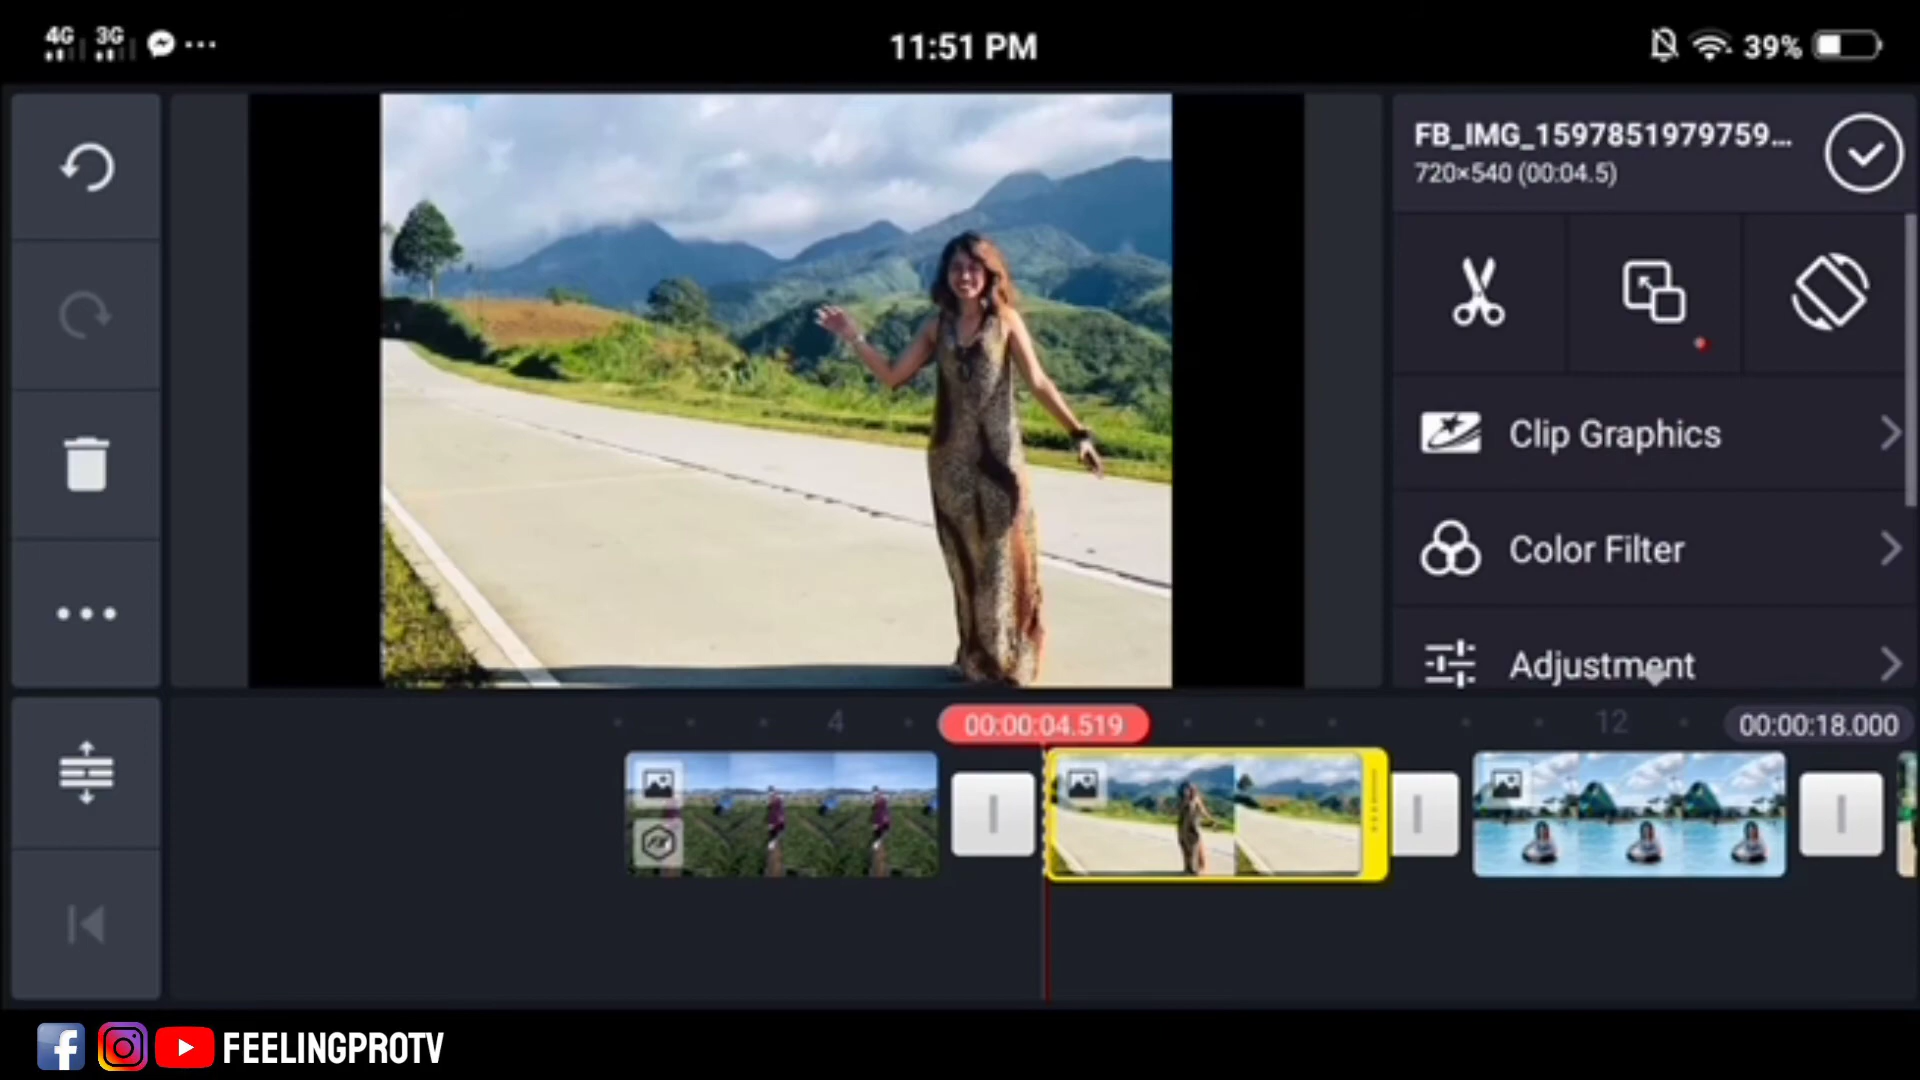 4G 3G
11:51 PM
39%
FB_IMG_1597851979759...
720×540 (00:04.5)
Clip Graphics
Color Filter
Adjustment
4
00:00:04.519
12
00:00:18.000
FEELINGPROTV